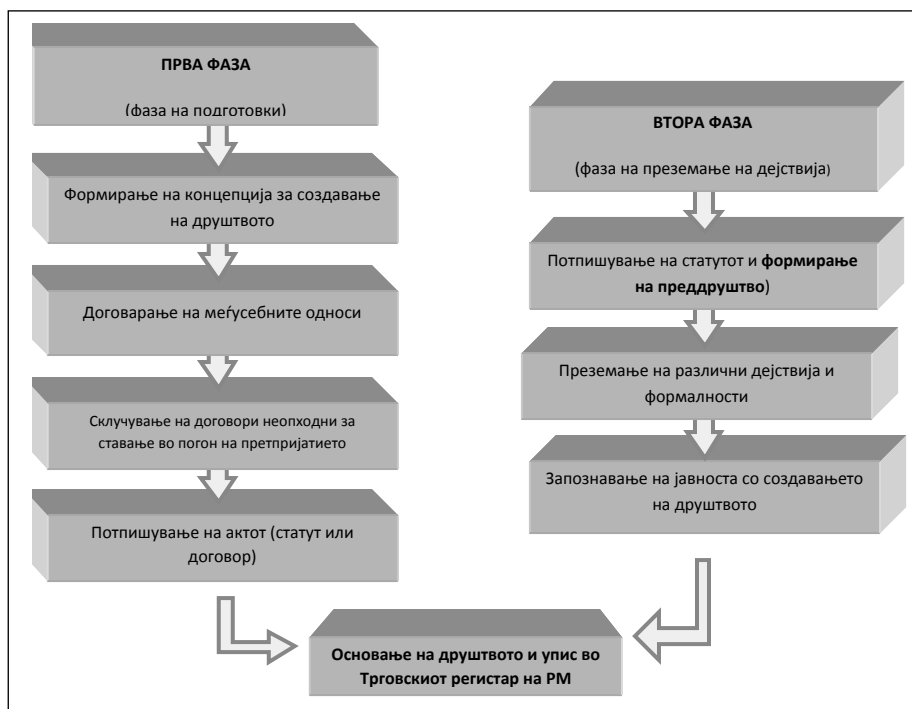 ПРВА ФАЗА
(фаза на подготовки)
Формирање на концепција за создавање
на друштвото
Договарање на меѓусебните односи
Склучување на договори неопходни за
ставање во погон на претпријатието
Потпишување на актот (статут или
договор)
ВТОРА ФАЗА
(фаза на преземање на дејствија)
Потпишување на статутот и формирање
на преддруштво)
Преземање на различни дејствија и
формалности
Запознавање на јавноста со создавањето
на друштвото
Основање на друштвото и упис во
Трговскиот регистар на РМ